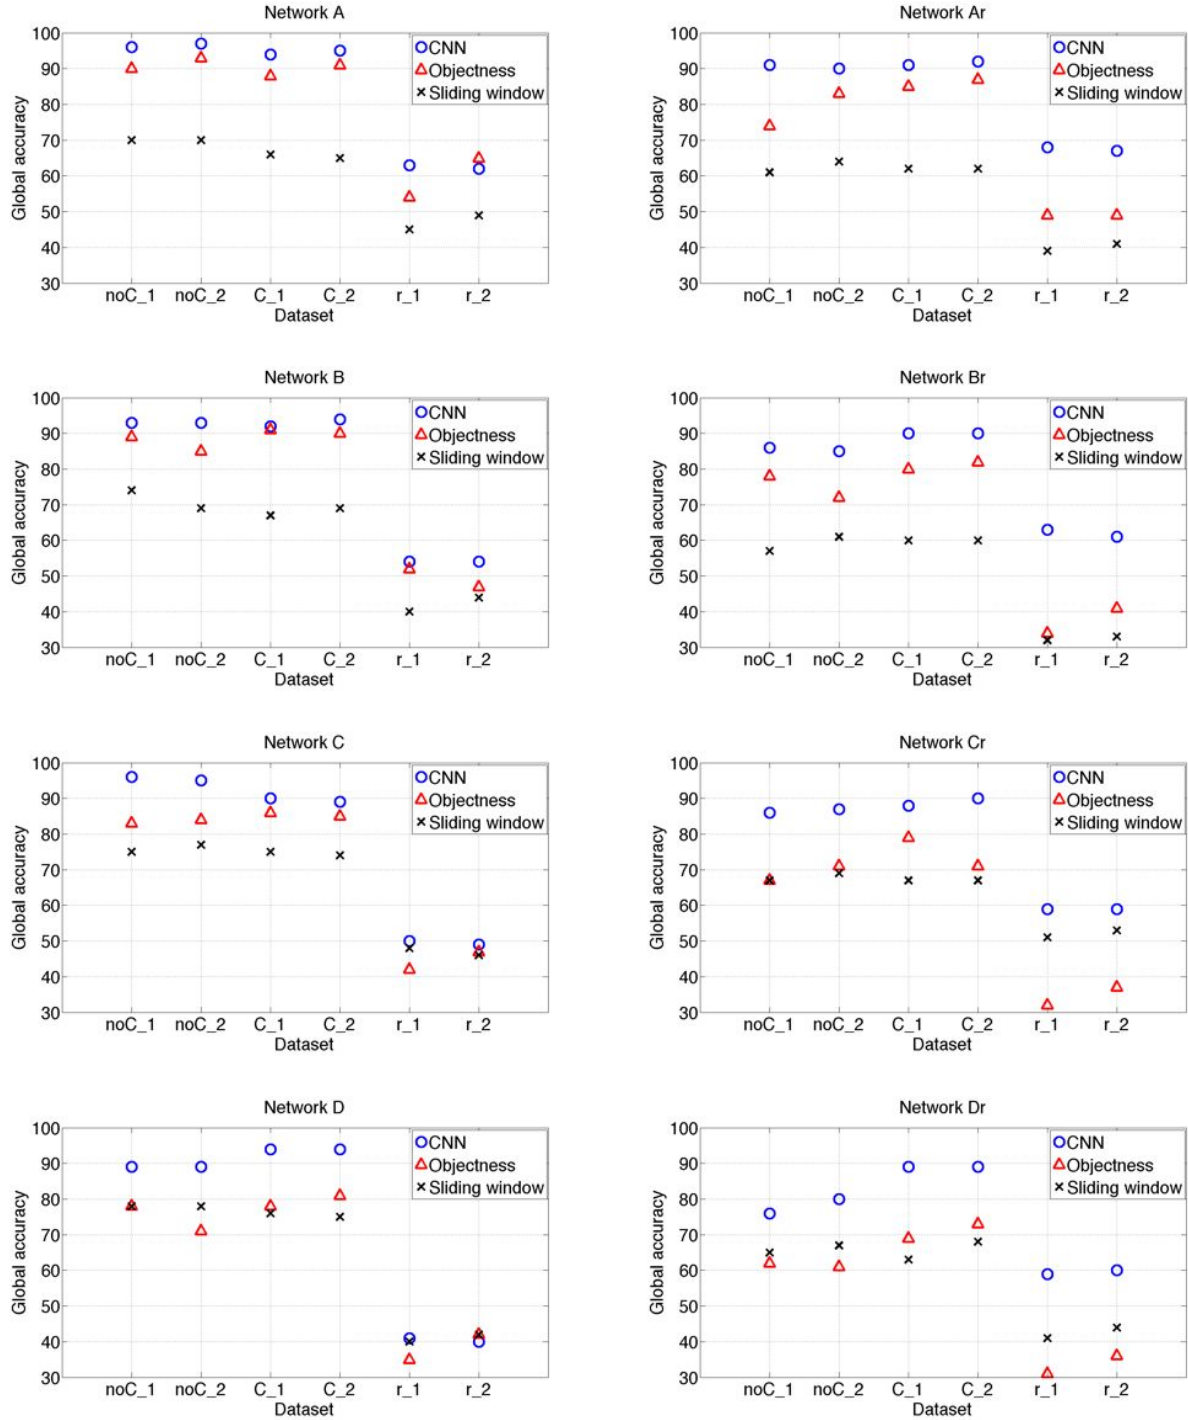 Network A
100
90
80
70
60
50
40
30
Global accuracy
CNN
Objectness
Sliding window
noC_1 noC_2 C_1 C_2 r_1 r_2
Dataset
Network Ar
100
90
80
70
60
50
40
30
Global accuracy
CNN
Objectness
Sliding window
noC_1 noC_2 C_1 C_2 r_1 r_2
Dataset
Network B
100
90
80
70
60
50
40
30
Global accuracy
CNN
Objectness
Sliding window
noC_1 noC_2 C_1 C_2 r_1 r_2
Dataset
Network Br
100
90
80
70
60
50
40
30
Global accuracy
CNN
Objectness
Sliding window
noC_1 noC_2 C_1 C_2 r_1 r_2
Dataset
Network C
100
90
80
70
60
50
40
30
Global accuracy
CNN
Objectness
Sliding window
noC_1 noC_2 C_1 C_2 r_1 r_2
Dataset
Network Cr
100
90
80
70
60
50
40
30
Global accuracy
CNN
Objectness
Sliding window
noC_1 noC_2 C_1 C_2 r_1 r_2
Dataset
Network D
100
90
80
70
60
50
40
30
Global accuracy
CNN
Objectness
Sliding window
noC_1 noC_2 C_1 C_2 r_1 r_2
Dataset
Network Dr
100
90
80
70
60
50
40
30
Global accuracy
CNN
Objectness
Sliding window
noC_1 noC_2 C_1 C_2 r_1 r_2
Dataset